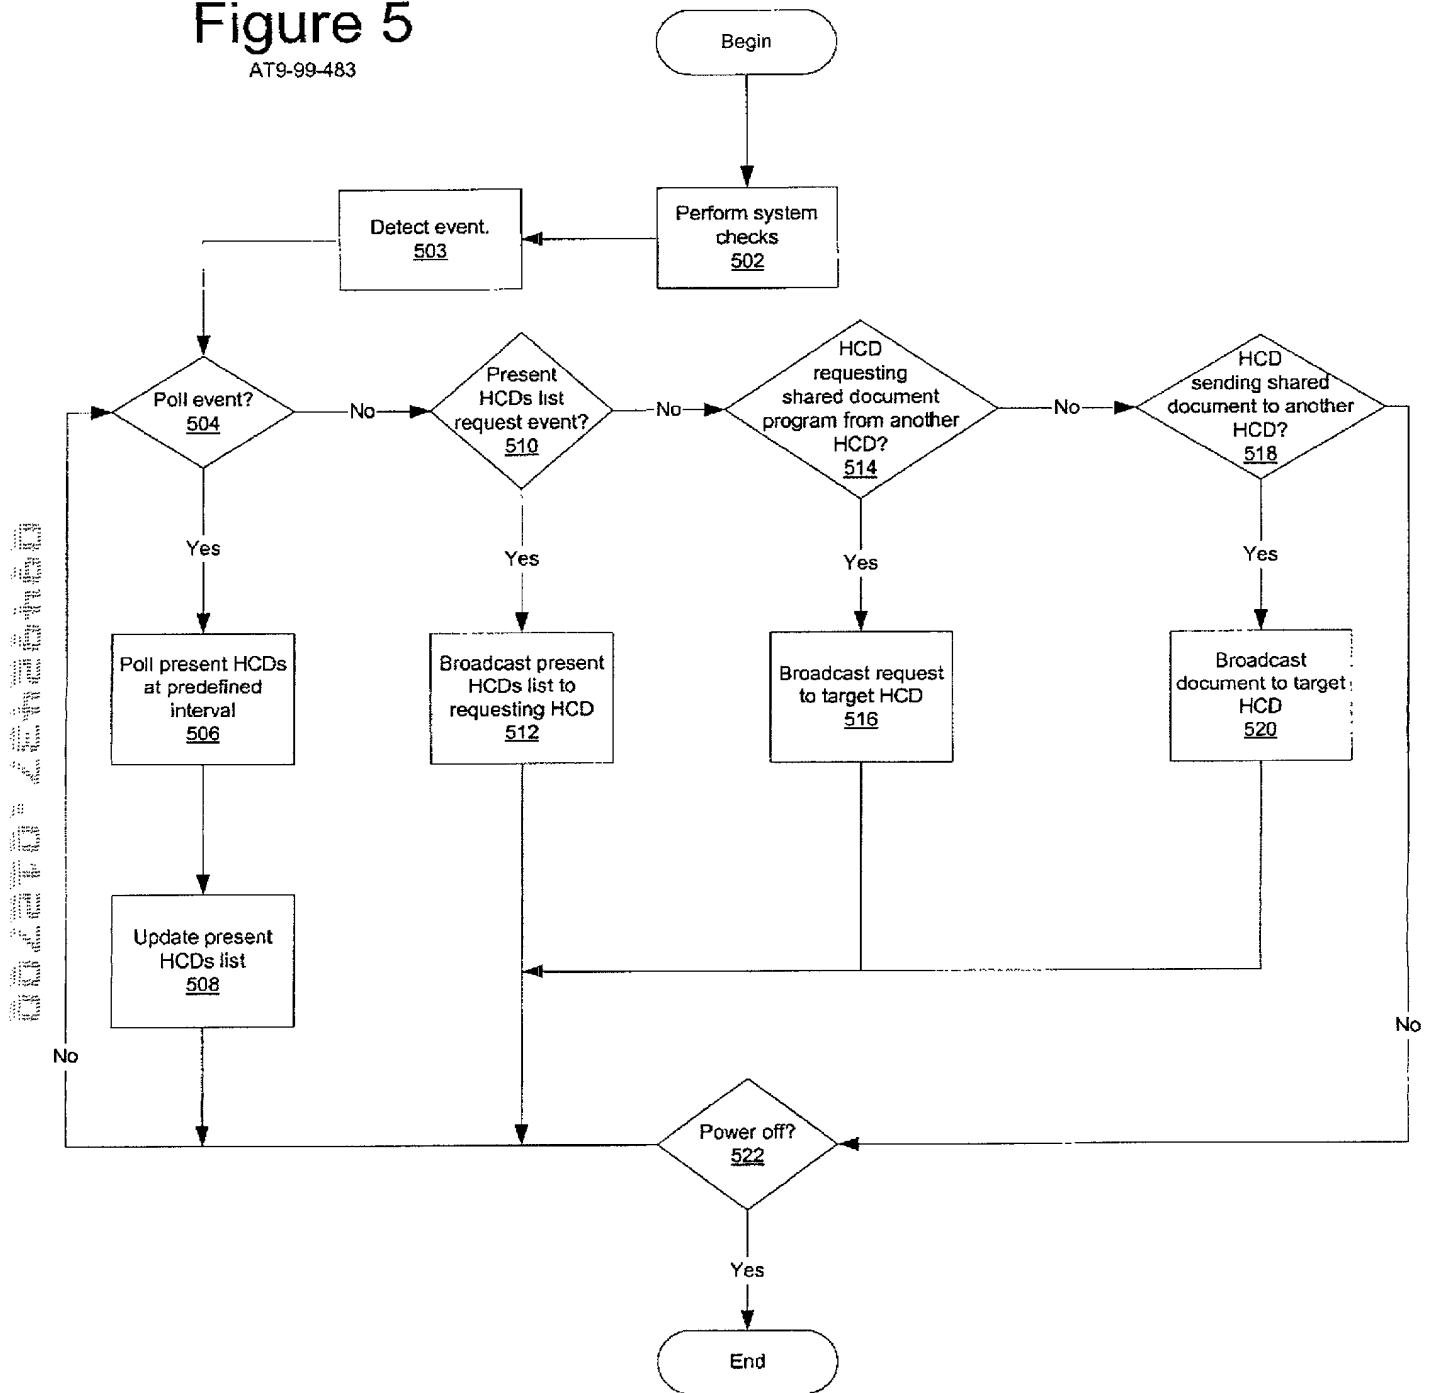 Figure 5
AT9-99-483
Begin
Perform system
checks
502
Detect event.
503
Poll event?
504
No
Present
HCDs list
request event?
510
No
HCD
requesting
shared document
program from another
HCD?
514
No
HCD
sending shared
document to another
HCD?
518
Yes
Yes
Yes
Yes
Poll present HCDs
at predefined
interval
506
Broadcast present
HCDs list to
requesting HCD
512
Broadcast request
to target HCD
516
Broadcast
document to target
HCD
520
Update present
HCDs list
508
No
No
Power off?
522
Yes
End